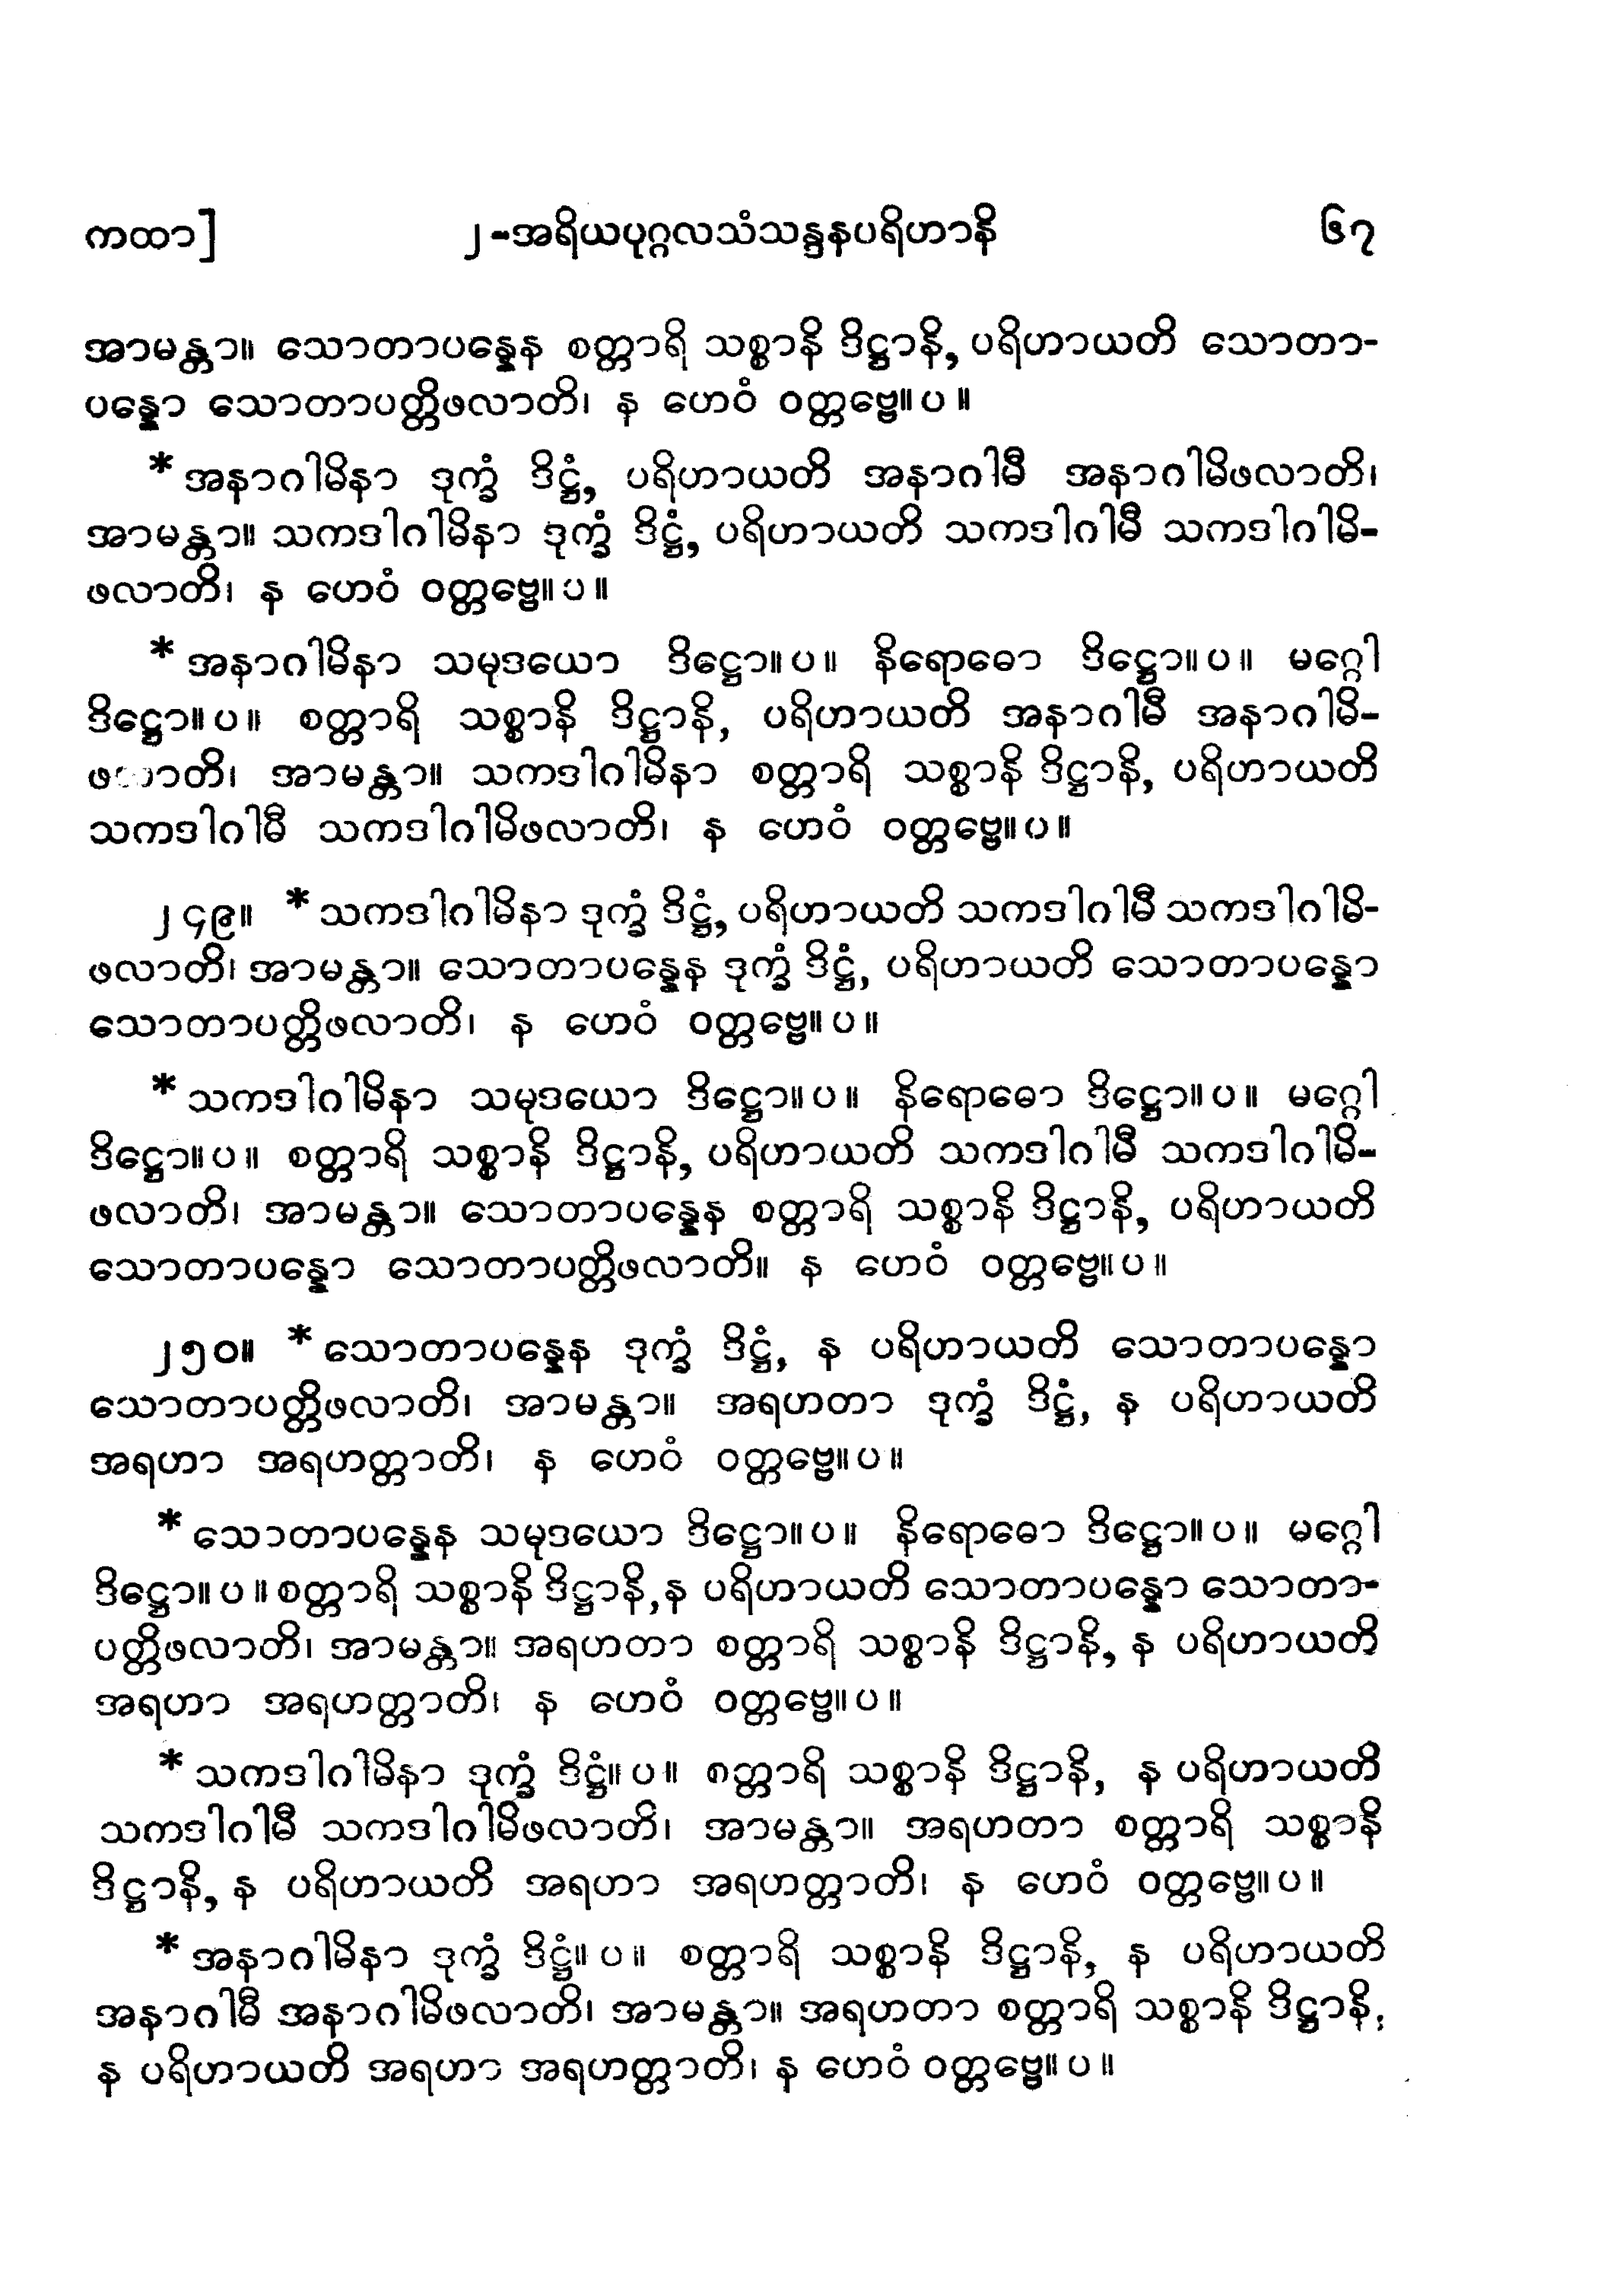 ကထာ] ၂-အရိယပုဂ္ဂလသံသန္ဒနပရိဟာနိ ၆၇
အာမန္တာ။ သောတာပန္နေန စတ္တာရိ သစ္စာနိ ဒိဋ္ဌာနိ, ပရိဟာယတိ သောတာ-
ပန္နော သောတာပတ္တိဖလာတိ၊ န ဟေဝံ ဝတ္တဗ္ဗေ။ ပ ။
* အနာဂါမိနာ ဒုက္ခံ ဒိဋ္ဌံ, ပရိဟာယတိ အနာဂါမီ အနာဂါမိဖလာတိ၊
အာမန္တာ။ သကဒါဂါမိနာ ဒုက္ခံ ဒိဋ္ဌံ, ပရိဟာယတိ သကဒါဂါမီ သကဒါဂါမိ-
ဖလာတိ၊ န ဟေဝံ ဝတ္တဗ္ဗေ။ ပ ။
* အနာဂါမိနာ သမုဒယော ဒိဋ္ဌော။ ပ ။ နိရောဓော ဒိဋ္ဌော။ ပ ။ မဂ္ဂေါ
ဒိဋ္ဌော။ ပ ။ စတ္တာရိ သစ္စာနိ ဒိဋ္ဌာနိ, ပရိဟာယတိ အနာဂါမီ အနာဂါမိ-
ဖလာတိ၊ အာမန္တာ။ သကဒါဂါမိနာ စတ္တာရိ သစ္စာနိ ဒိဋ္ဌာနိ, ပရိဟာယတိ
သကဒါဂါမီ သကဒါဂါမိဖလာတိ၊ န ဟေဝံ ဝတ္တဗ္ဗေ။ ပ ။
၂၄၉။ * သကဒါဂါမိနာ ဒုက္ခံ ဒိဋ္ဌံ, ပရိဟာယတိ သကဒါဂါမီ သကဒါဂါမိ-
ဖလာတိ၊ အာမန္တာ။ သောတာပန္နေန ဒုက္ခံ ဒိဋ္ဌံ, ပရိဟာယတိ သောတာပန္နော
သောတာပတ္တိဖလာတိ၊ န ဟေဝံ ဝတ္တဗ္ဗေ။ ပ ။
* သကဒါဂါမိနာ သမုဒယော ဒိဋ္ဌော။ ပ ။ နိရောဓော ဒိဋ္ဌော။ ပ ။ မဂ္ဂေါ
ဒိဋ္ဌော။ ပ ။ စတ္တာရိ သစ္စာနိ ဒိဋ္ဌာနိ, ပရိဟာယတိ သကဒါဂါမီ သကဒါဂါမိ-
ဖလာတိ၊ အာမန္တာ။ သောတာပန္နေန စတ္တာရိ သစ္စာနိ ဒိဋ္ဌာနိ, ပရိဟာယတိ
သောတာပန္နော သောတာပတ္တိဖလာတိ။ န ဟေဝံ ဝတ္တဗ္ဗေ။ ပ ။
၂၅၀။ * သောတာပန္နေန ဒုက္ခံ ဒိဋ္ဌံ, န ပရိဟာယတိ သောတာပန္နော
သောတာပတ္တိဖလာတိ၊ အာမန္တာ။ အရဟတာ ဒုက္ခံ ဒိဋ္ဌံ, န ပရိဟာယတိ
အရဟာ အရဟတ္တာတိ၊ န ဟေဝံ ဝတ္တဗ္ဗေ။ ပ ။
* သောတာပန္နေန သမုဒယော ဒိဋ္ဌော။ ပ ။ နိရောဓော ဒိဋ္ဌော။ ပ ။ မဂ္ဂေါ
ဒိဋ္ဌော။ ပ ။ စတ္တာရိ သစ္စာနိ ဒိဋ္ဌာနိ, န ပရိဟာယတိ သောတာပန္နော သောတာ-
ပတ္တိဖလာတိ၊ အာမန္တာ။ အရဟတာ စတ္တာရိ သစ္စာနိ ဒိဋ္ဌာနိ, န ပရိဟာယတိ
အရဟာ အရဟတ္တာတိ၊ န ဟေဝံ ဝတ္တဗ္ဗေ။ ပ ။
* သကဒါဂါမိနာ ဒုက္ခံ ဒိဋ္ဌံ။ ပ ။ စတ္တာရိ သစ္စာနိ ဒိဋ္ဌာနိ, န ပရိဟာယတိ
သကဒါဂါမီ သကဒါဂါမိဖလာတိ၊ အာမန္တာ။ အရဟတာ စတ္တာရိ သစ္စာနိ
ဒိဋ္ဌာနိ, န ပရိဟာယတိ အရဟာ အရဟတ္တာတိ၊ န ဟေဝံ ဝတ္တဗ္ဗေ။ ပ ။
* အနာဂါမိနာ ဒုက္ခံ ဒိဋ္ဌံ။ ပ ။ စတ္တာရိ သစ္စာနိ ဒိဋ္ဌာနိ, န ပရိဟာယတိ
အနာဂါမီ အနာဂါမိဖလာတိ၊ အာမန္တာ။ အရဟတာ စတ္တာရိ သစ္စာနိ ဒိဋ္ဌာနိ,
န ပရိဟာယတိ အရဟာ အရဟတ္တာတိ၊ န ဟေဝံ ဝတ္တဗ္ဗေ။ ပ ။